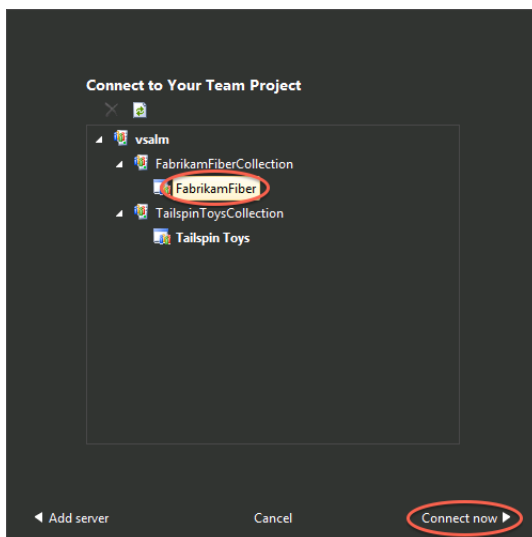 Connect to Your Team Project
vsalm
FabrikamFiberCollection
FabrikamFiber
TailspinToysCollection
Tailspin Toys
Add server Cancel Connect now